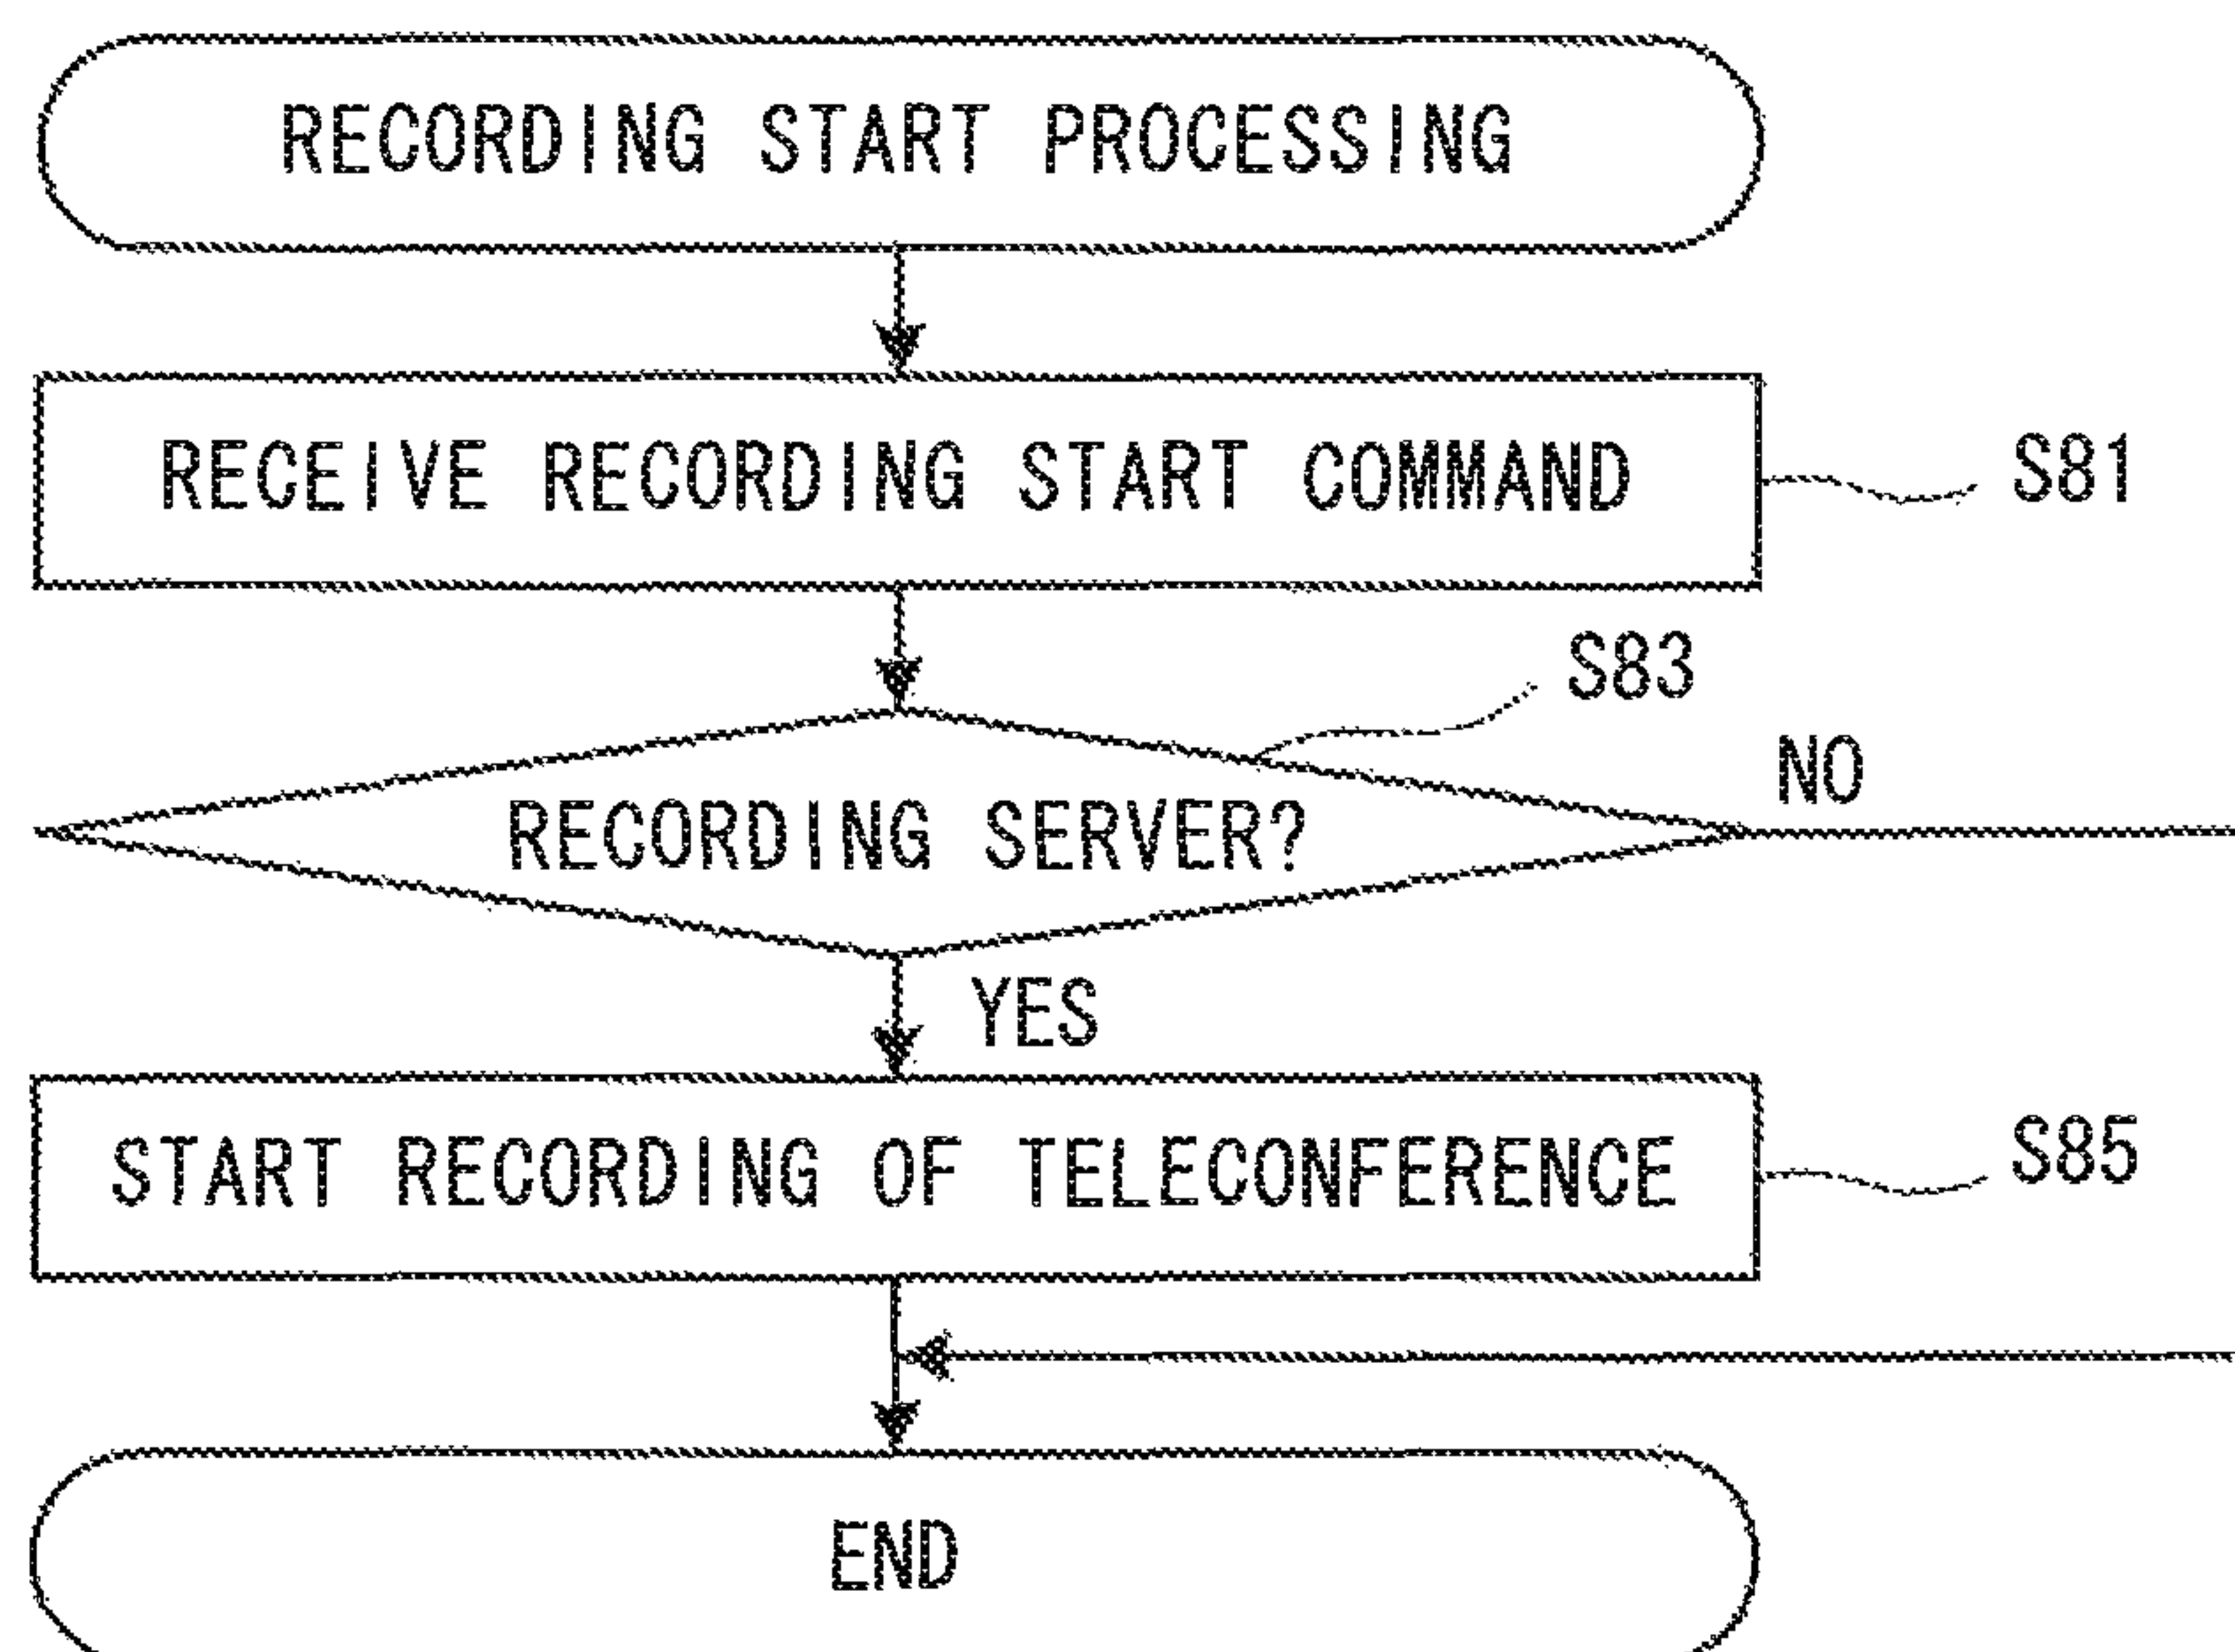 RECORDING START PROCESSING
RECEIVE RECORDING START COMMAND
S81
S83
NO
RECORDING SERVER?
YES
START RECORDING OF TELECONFERENCE
S85
END